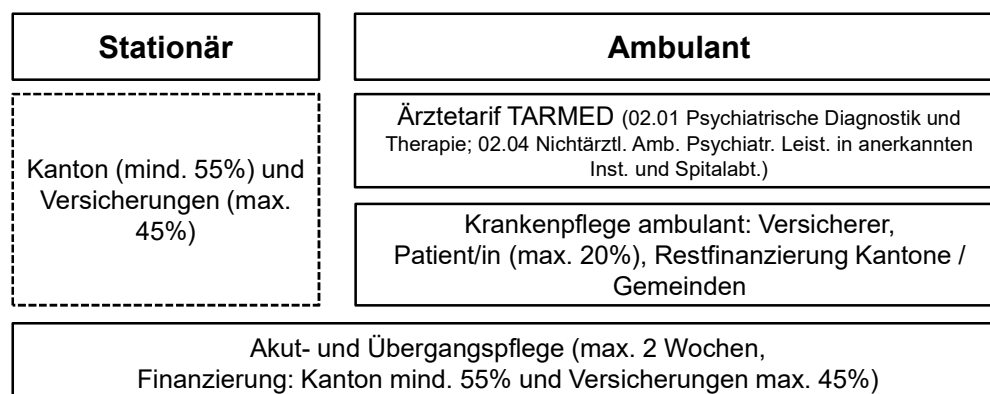 Stationär
Ambulant
Kanton (mind. 55%) und
Versicherungen (max.
45%)
Ärztetarif TARMED (02.01 Psychiatrische Diagnostik und
Therapie; 02.04 Nichtärztl. Amb. Psychiatr. Leist. in anerkannten
Inst. und Spitalabt.)
Krankenpflege ambulant: Versicherer,
Patient/in (max. 20%), Restfinanzierung Kantone /
Gemeinden
Akut- und Übergangspflege (max. 2 Wochen,
Finanzierung: Kanton mind. 55% und Versicherungen max. 45%)